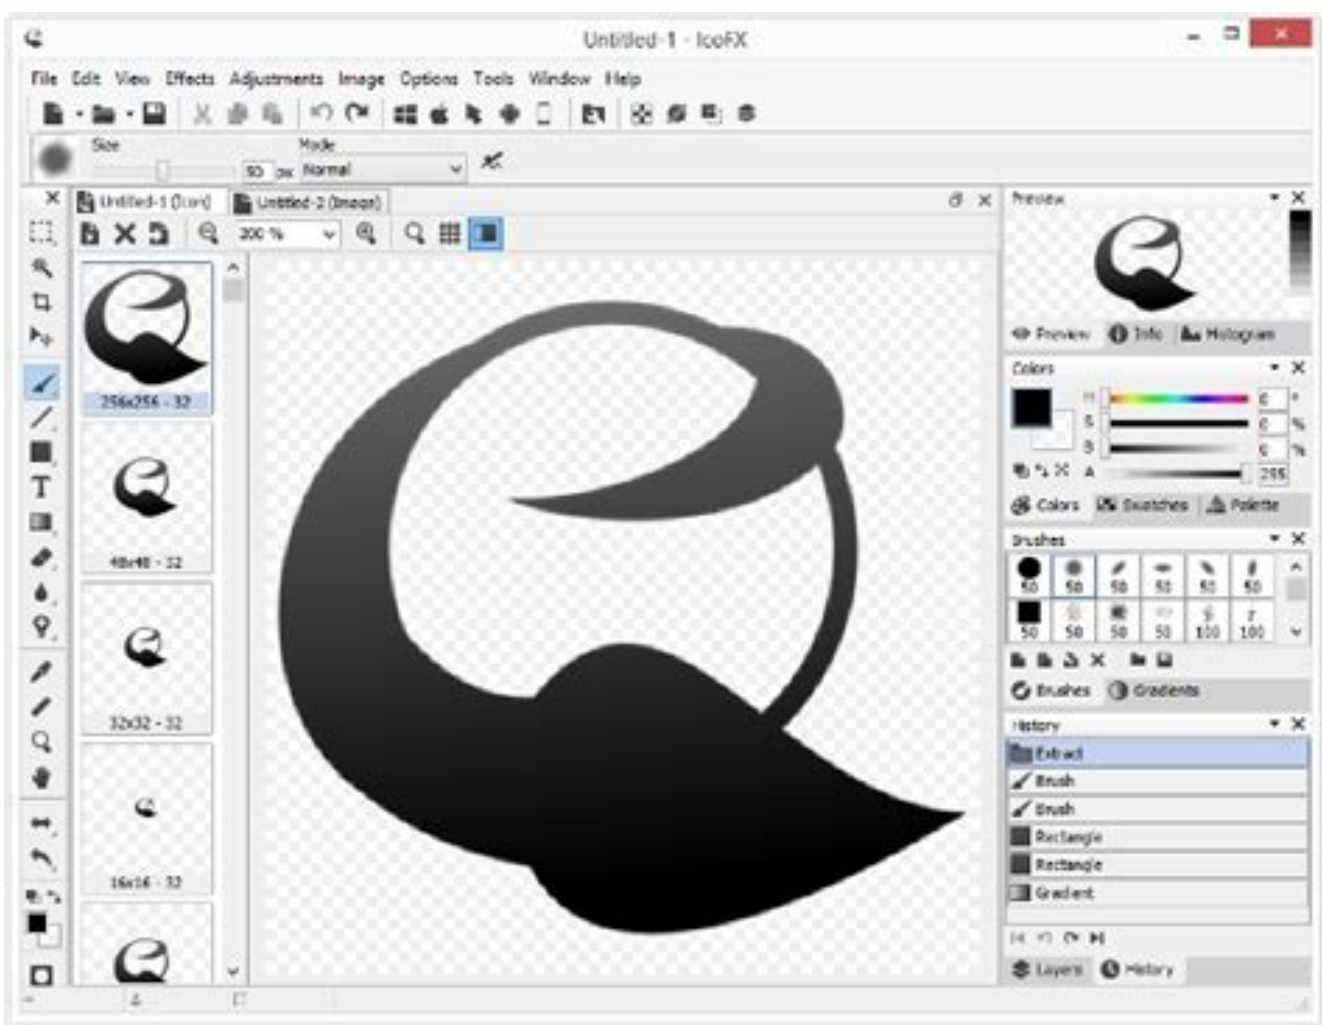 Untitled-1 - IcoFX
File Edit View Effects Adjustments Image Options Tools Window Help
Size Mode
50 px Normal
Untitled-1 (Icon) Untitled-2 (Image)
200 %
256x256 - 32
48x48 - 32
32x32 - 32
16x16 - 32
T
Preview
Preview Info Histogram
Colors
H 0 °
S 0 %
B 0 %
A 255
Colors Swatches Palette
Brushes
50 50 50 50 50 50
50 50 50 50 100 100
Brushes Gradients
History
Extract
Brush
Brush
Rectangle
Rectangle
Gradient
Layers History